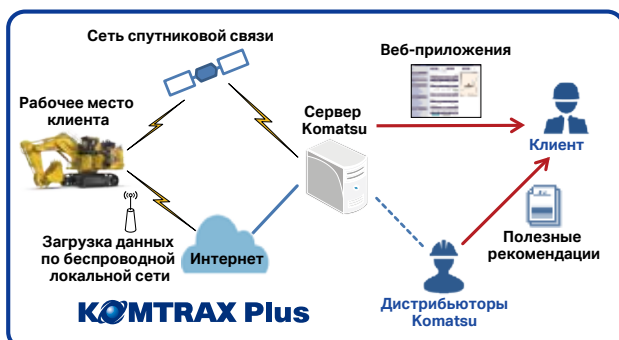 Сеть спутниковой связи
Веб-приложения
Рабочее место
клиента
Сервер
Komatsu
Клиент
Загрузка данных
по беспроводной
локальной сети
Интернет
Полезные
рекомендации
Дистрибьюторы
Komatsu
KOMTRAX Plus